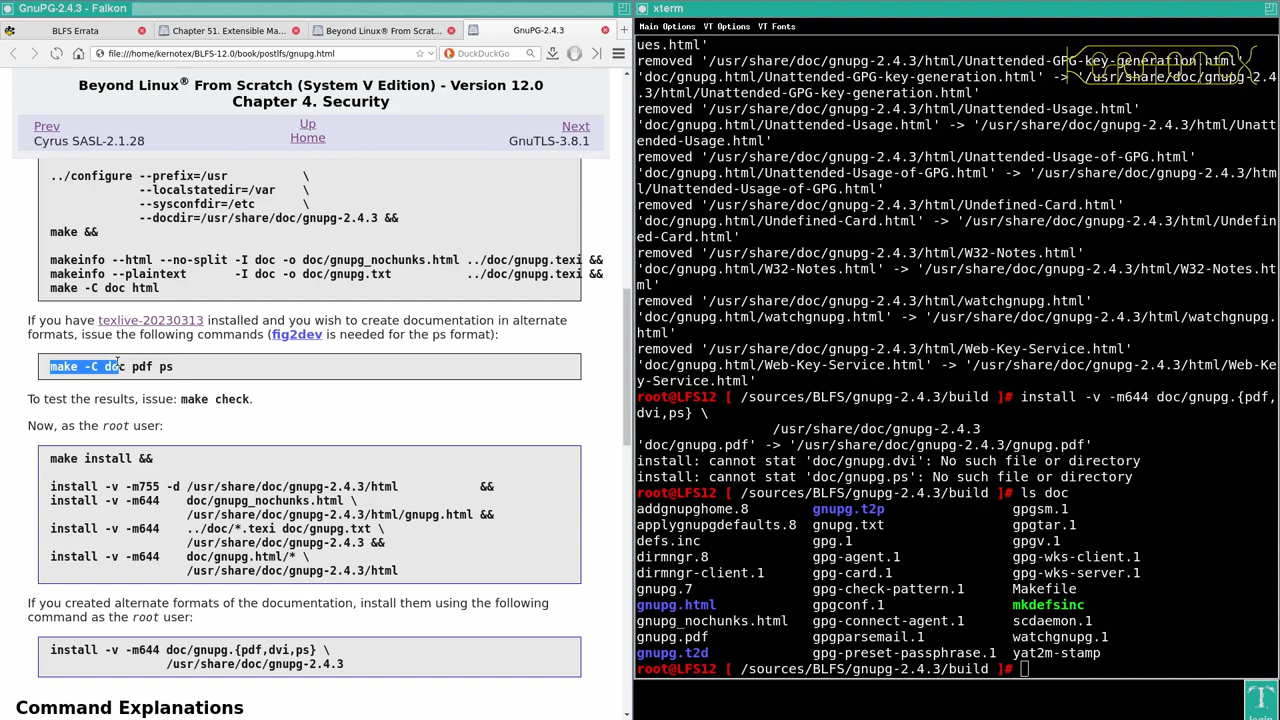 GnuPG-2.4.3 - Falkon
BLFS Errata
Chapter 51. Extensible Ma...
Beyond Linux® From Scrat...
GnuPG-2.4.3
file:///home/kernotex/BLFS-12.0/book/postlfs/gnupg.html
DuckDuckGo
Beyond Linux® From Scratch (System V Edition) - Version 12.0
Chapter 4. Security
Prev
Up
Next
Cyrus SASL-2.1.28
Home
GnuTLS-3.8.1
../configure --prefix=/usr \
--localstatedir=/var \
--sysconfdir=/etc \
--docdir=/usr/share/doc/gnupg-2.4.3 &&
make &&
makeinfo --html --no-split -I doc -o doc/gnupg_nochunks.html ../doc/gnupg.texi &&
makeinfo --plaintext -I doc -o doc/gnupg.txt ../doc/gnupg.texi &&
make -C doc html
If you have texlive-20230313 installed and you wish to create documentation in alternate
formats, issue the following commands (fig2dev is needed for the ps format):
make -C doc pdf ps
To test the results, issue: make check.
Now, as the root user:
make install &&
install -v -m755 -d /usr/share/doc/gnupg-2.4.3/html &&
install -v -m644 doc/gnupg_nochunks.html \
/usr/share/doc/gnupg-2.4.3/html/gnupg.html &&
install -v -m644 ../doc/*.texi doc/gnupg.txt \
/usr/share/doc/gnupg-2.4.3 &&
install -v -m644 doc/gnupg.html/* \
/usr/share/doc/gnupg-2.4.3/html
If you created alternate formats of the documentation, install them using the following
command as the root user:
install -v -m644 doc/gnupg.{pdf,dvi,ps} \
/usr/share/doc/gnupg-2.4.3
Command Explanations
xterm
Main Options VT Options VT Fonts
ues.html'
removed '/usr/share/doc/gnupg-2.4.3/html/Unattended-GPG-key-generation.html'
'doc/gnupg.html/Unattended-GPG-key-generation.html' -> '/usr/share/doc/gnupg-2.4
.3/html/Unattended-GPG-key-generation.html'
removed '/usr/share/doc/gnupg-2.4.3/html/Unattended-Usage.html'
'doc/gnupg.html/Unattended-Usage.html' -> '/usr/share/doc/gnupg-2.4.3/html/Unatt
ended-Usage.html'
removed '/usr/share/doc/gnupg-2.4.3/html/Unattended-Usage-of-GPG.html'
'doc/gnupg.html/Unattended-Usage-of-GPG.html' -> '/usr/share/doc/gnupg-2.4.3/htm
l/Unattended-Usage-of-GPG.html'
removed '/usr/share/doc/gnupg-2.4.3/html/Undefined-Card.html'
'doc/gnupg.html/Undefined-Card.html' -> '/usr/share/doc/gnupg-2.4.3/html/Undefin
ed-Card.html'
removed '/usr/share/doc/gnupg-2.4.3/html/W32-Notes.html'
'doc/gnupg.html/W32-Notes.html' -> '/usr/share/doc/gnupg-2.4.3/html/W32-Notes.ht
ml'
removed '/usr/share/doc/gnupg-2.4.3/html/watchgnupg.html'
'doc/gnupg.html/watchgnupg.html' -> '/usr/share/doc/gnupg-2.4.3/html/watchgnupg.
html'
removed '/usr/share/doc/gnupg-2.4.3/html/Web-Key-Service.html'
'doc/gnupg.html/Web-Key-Service.html' -> '/usr/share/doc/gnupg-2.4.3/html/Web-Ke
y-Service.html'
root@LFS12 [ /sources/BLFS/gnupg-2.4.3/build ]# install -v -m644 doc/gnupg.{pdf,
dvi,ps} \
/usr/share/doc/gnupg-2.4.3
'doc/gnupg.pdf' -> '/usr/share/doc/gnupg-2.4.3/gnupg.pdf'
install: cannot stat 'doc/gnupg.dvi': No such file or directory
install: cannot stat 'doc/gnupg.ps': No such file or directory
root@LFS12 [ /sources/BLFS/gnupg-2.4.3/build ]# ls doc
addgnupghome.8 gnupg.t2p gpgsm.1
applygnupgdefaults.8 gnupg.txt gpgtar.1
defs.inc gpg.1 gpgv.1
dirmngr.8 gpg-agent.1 gpg-wks-client.1
dirmngr-client.1 gpg-card.1 gpg-wks-server.1
gnupg.7 gpg-check-pattern.1 Makefile
gnupg.html gpgconf.1 mkdefsinc
gnupg_nochunks.html gpg-connect-agent.1 scdaemon.1
gnupg.pdf gpgparsemail.1 watchgnupg.1
gnupg.t2d gpg-preset-passphrase.1 yat2m-stamp
root@LFS12 [ /sources/BLFS/gnupg-2.4.3/build ]#